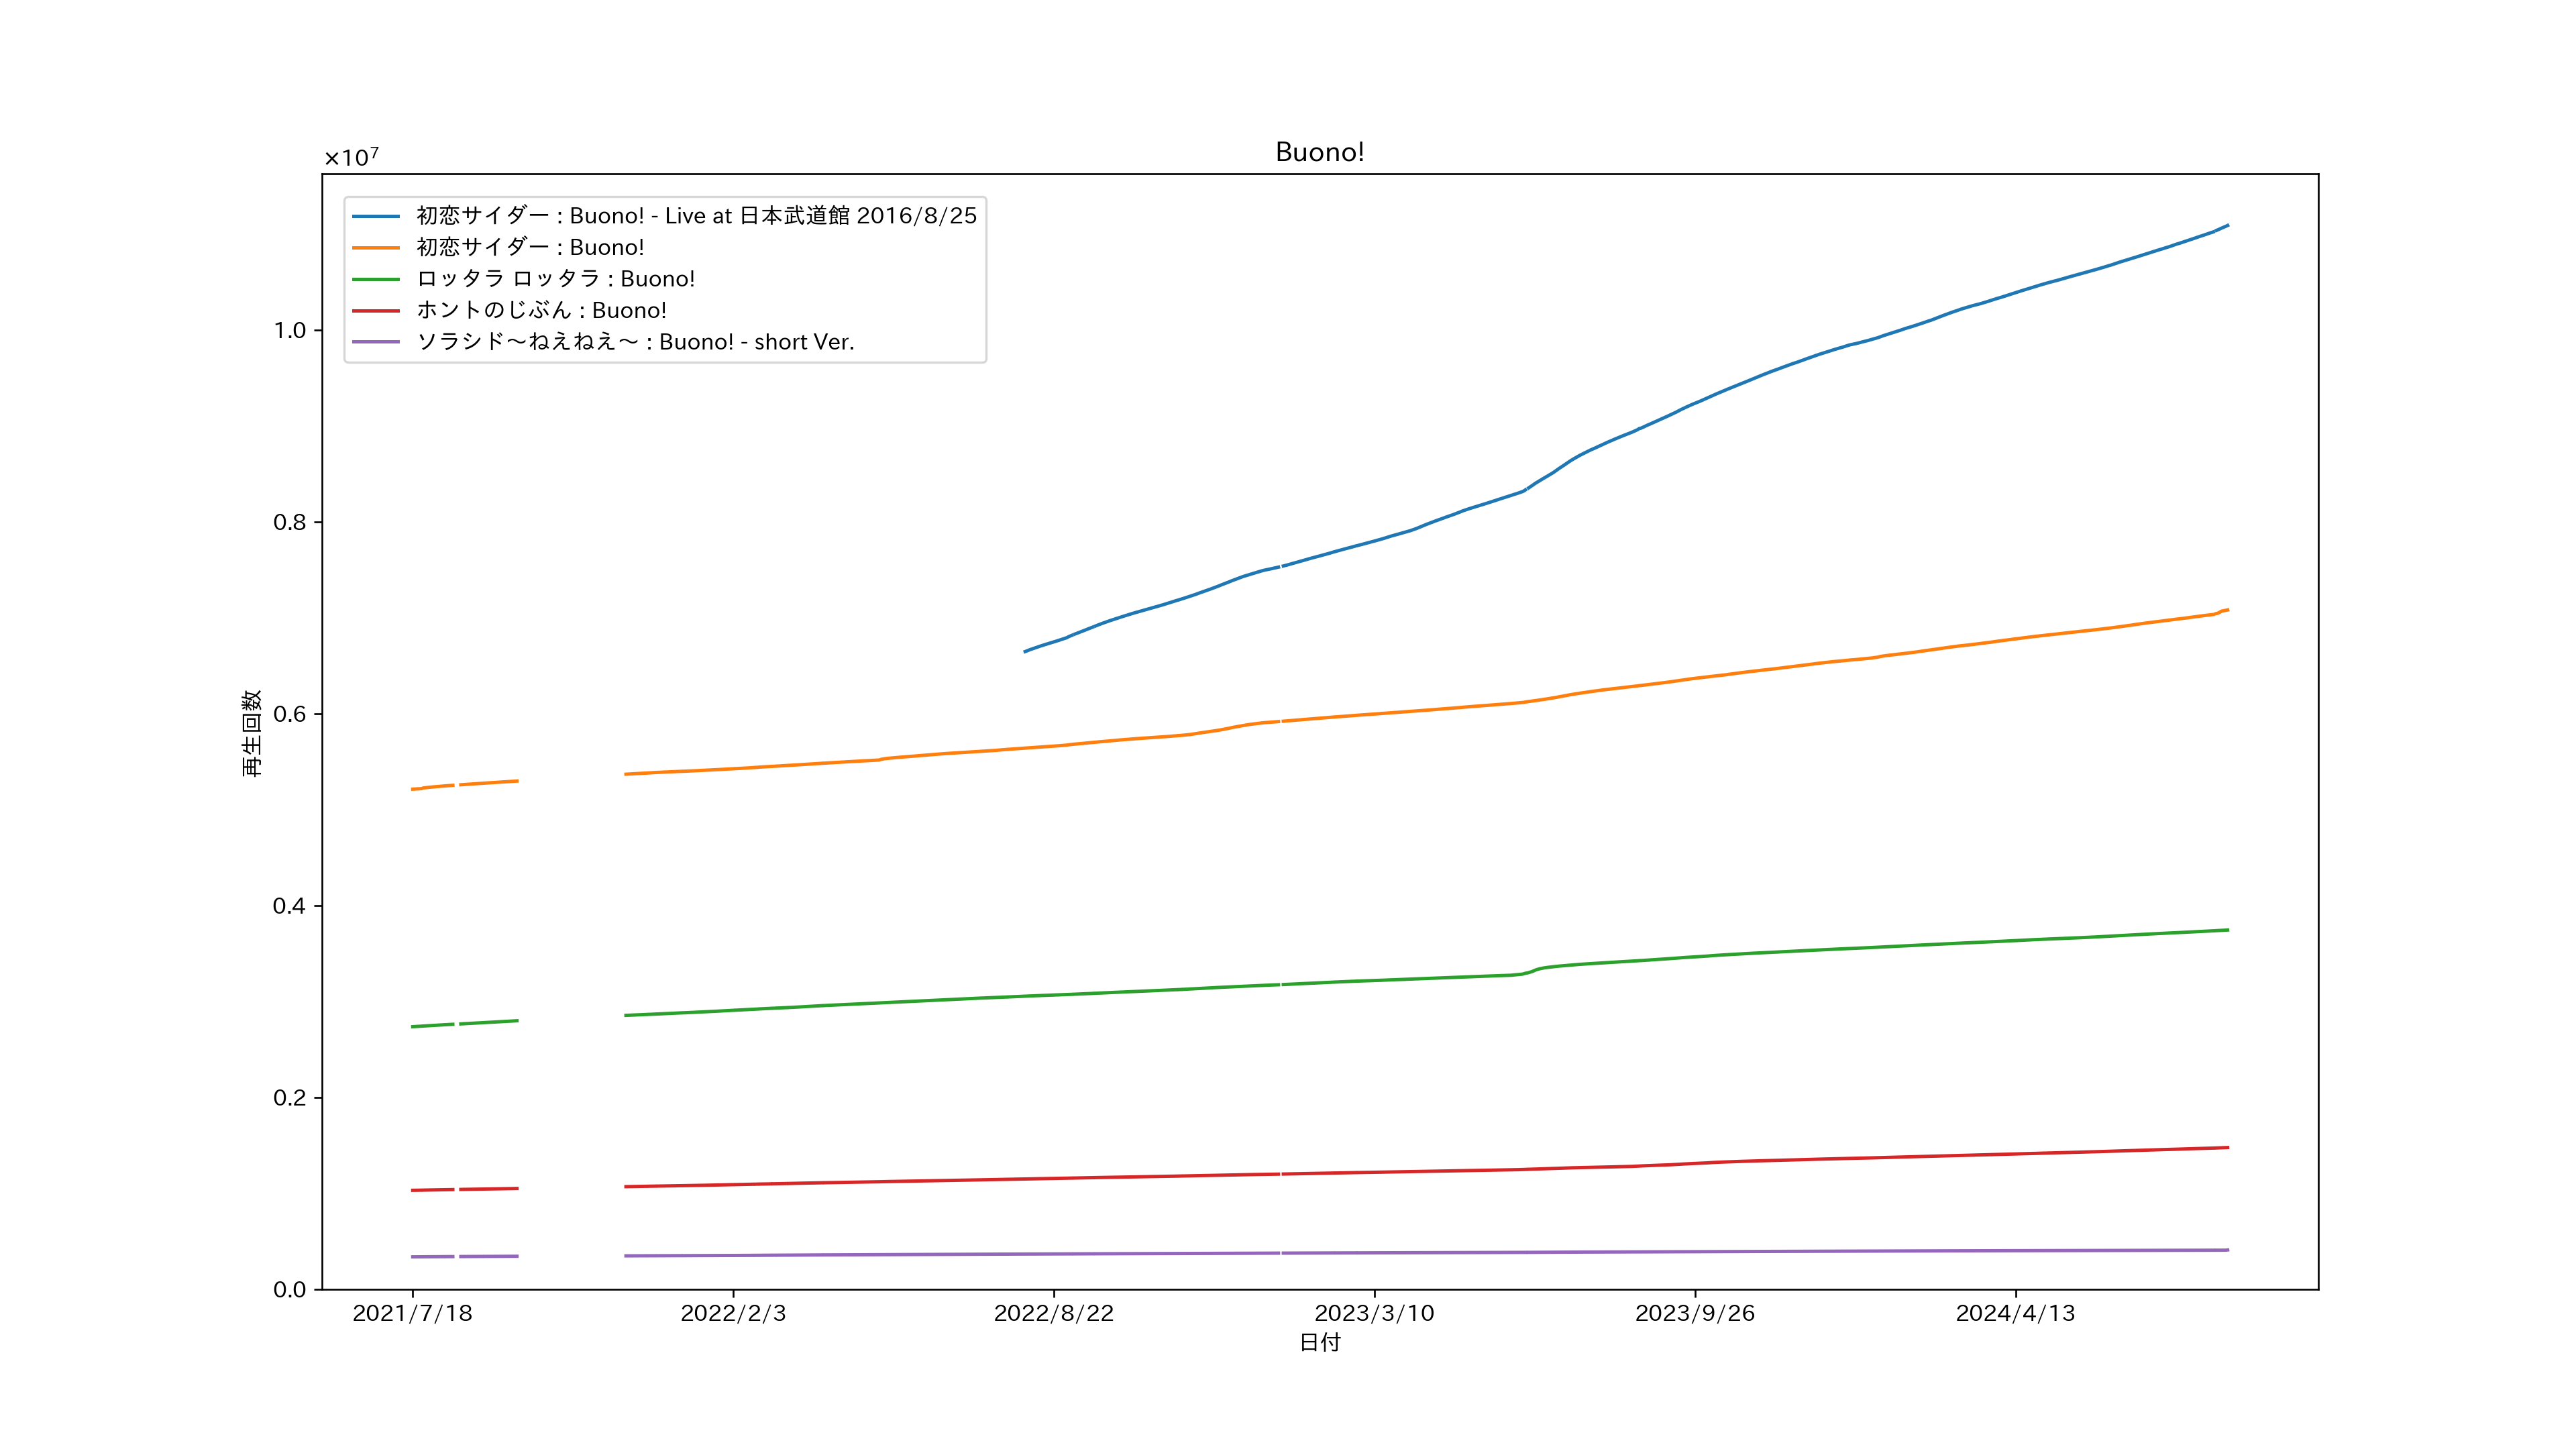 Buono!
×10⁷
初恋サイダー : Buono! - Live at 日本武道館 2016/8/25
初恋サイダー : Buono!
ロッタラ ロッタラ : Buono!
ホントのじぶん : Buono!
ソラシド～ねえねえ～ : Buono! - short Ver.
1.0
0.8
0.6
0.4
0.2
0.0
再生回数
2021/7/18
2022/2/3
2022/8/22
2023/3/10
2023/9/26
2024/4/13
日付